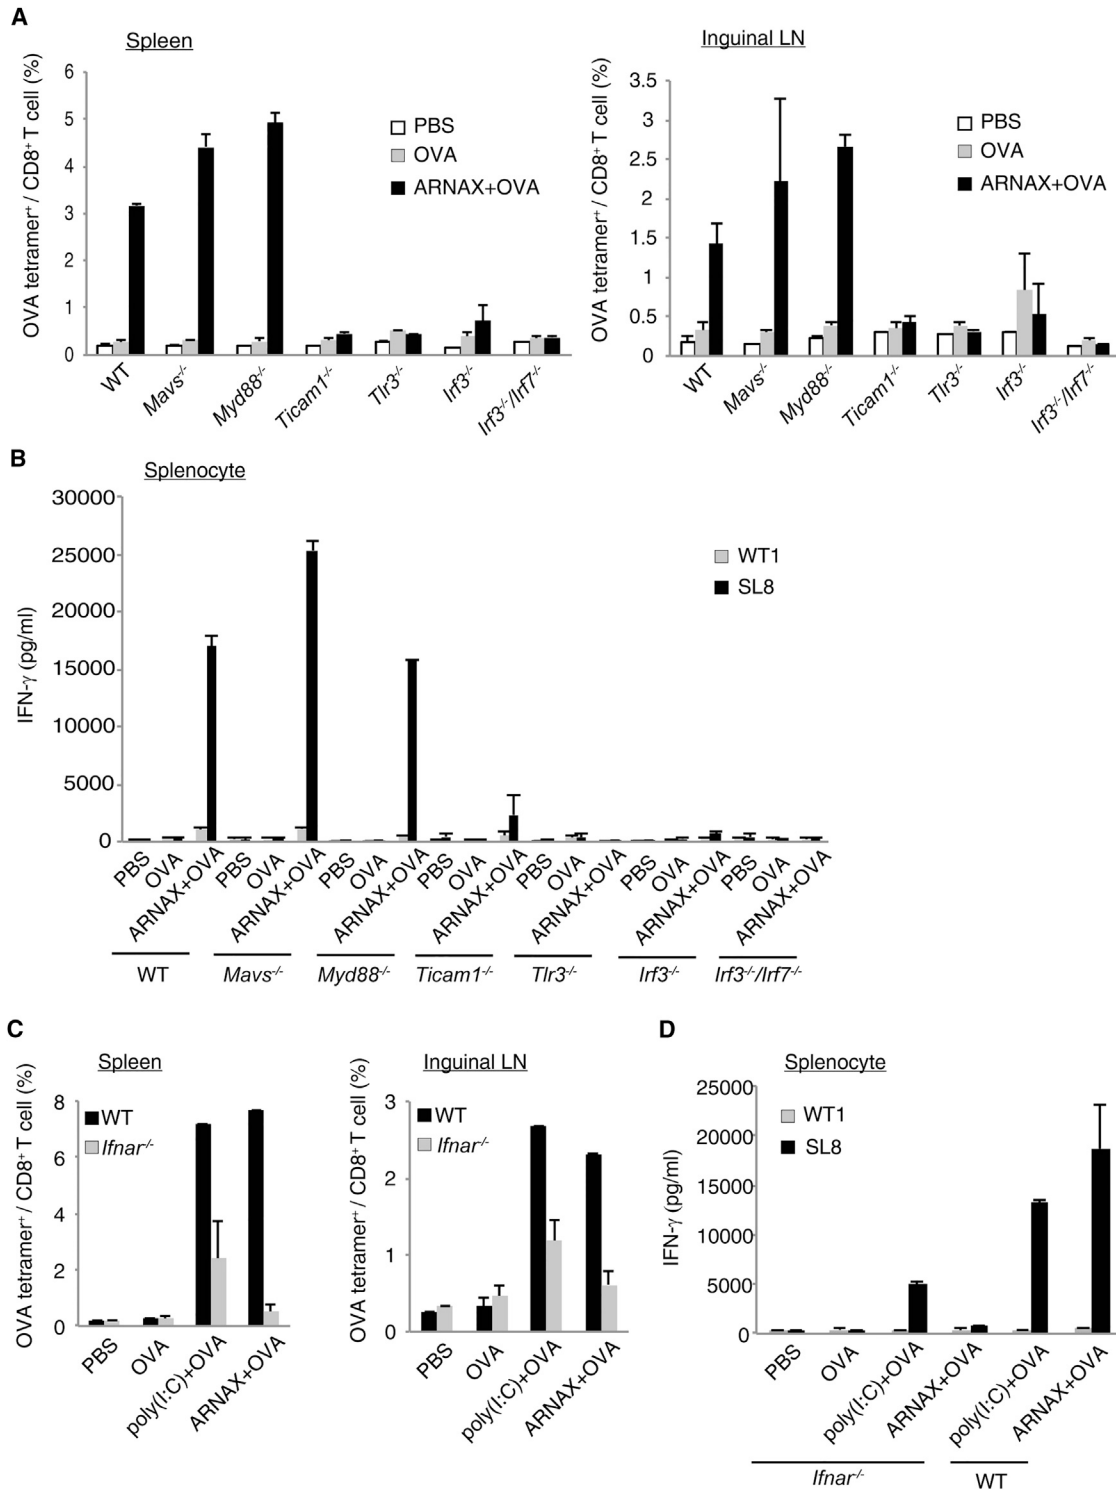 A
Spleen
OVA tetramer⁺ / CD8⁺ T cell (%)
6
5
4
3
2
1
0
PBS
OVA
ARNAX+OVA
WT
Mavs-/-
Myd88-/-
Ticam1-/-
Tlr3-/-
Irf3-/-
Irf3-/-/Irf7-/-
Inguinal LN
OVA tetramer⁺ / CD8⁺ T cell (%)
3.5
3
2.5
2
1.5
1
0.5
0
PBS
OVA
ARNAX+OVA
WT
Mavs-/-
Myd88-/-
Ticam1-/-
Tlr3-/-
Irf3-/-
Irf3-/-/Irf7-/-
B
Splenocyte
IFN-γ (pg/ml)
30000
25000
20000
15000
10000
5000
0
WT1
SL8
PBS
OVA
ARNAX+OVA
PBS
OVA
ARNAX+OVA
PBS
OVA
ARNAX+OVA
PBS
OVA
ARNAX+OVA
PBS
OVA
ARNAX+OVA
PBS
OVA
ARNAX+OVA
PBS
OVA
ARNAX+OVA
WT
Mavs-/-
Myd88-/-
Ticam1-/-
Tlr3-/-
Irf3-/-
Irf3-/-/Irf7-/-
C
Spleen
OVA tetramer⁺ / CD8⁺ T cell (%)
8
6
4
2
0
WT
Ifnar-/-
PBS
OVA
poly(I:C)+OVA
ARNAX+OVA
Inguinal LN
OVA tetramer⁺ / CD8⁺ T cell (%)
3
2
1
0
WT
Ifnar-/-
PBS
OVA
poly(I:C)+OVA
ARNAX+OVA
D
Splenocyte
IFN-γ (pg/ml)
25000
20000
15000
10000
5000
0
WT1
SL8
PBS
OVA
poly(I:C)+OVA
ARNAX+OVA
poly(I:C)+OVA
ARNAX+OVA
Ifnar-/-
WT